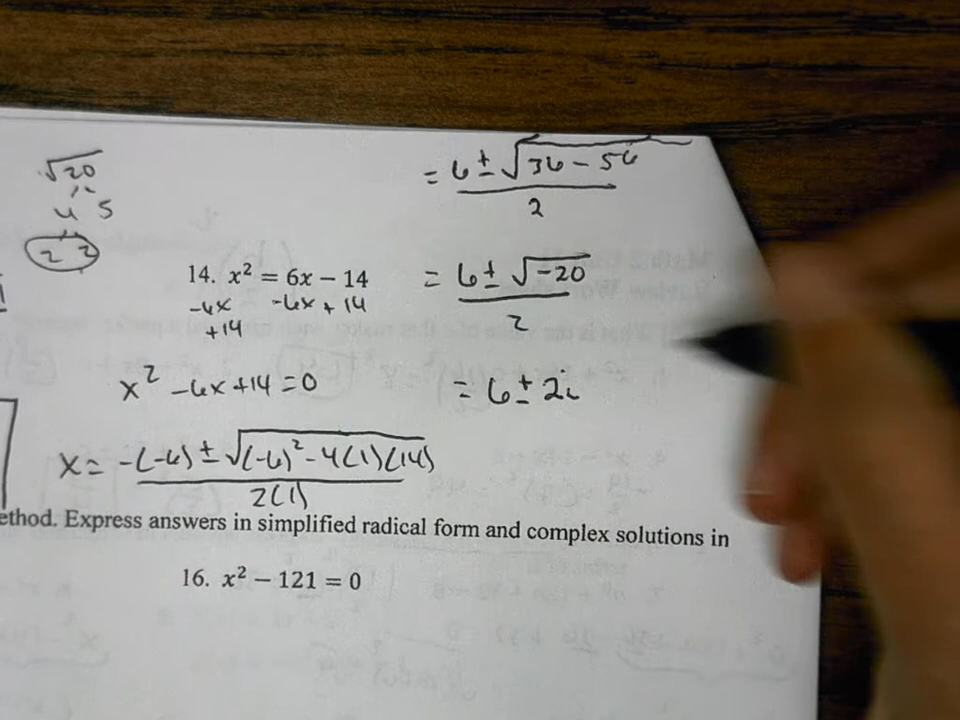 √20
4 5
2 2
= 6 ± √36 - 56
2
14. x² = 6x − 14
-6x -6x + 14
+14
= 6 ± √-20
2
x² -6x+14=0
= 6 ± 2i
x = -(-6) ± √(-6)² - 4(1)(14)
2(1)
ethod. Express answers in simplified radical form and complex solutions in
16. x² − 121 = 0